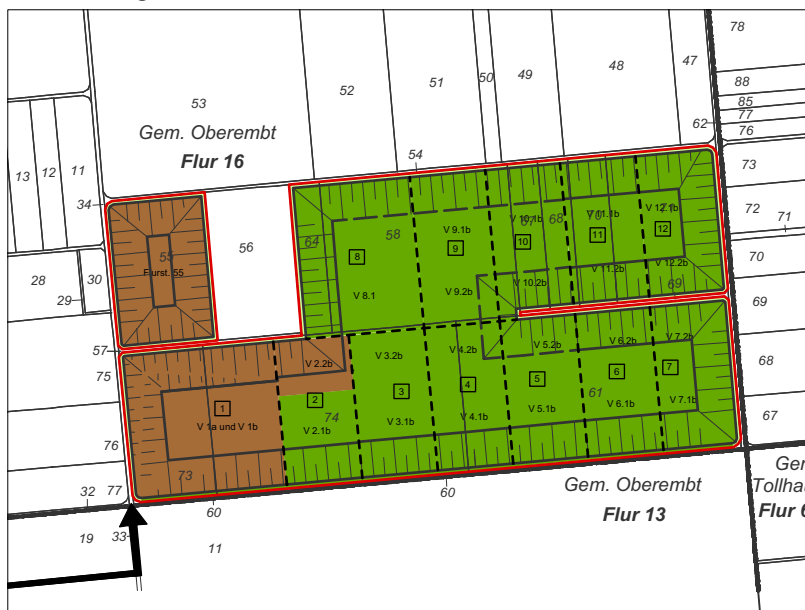 78
53
52
51
50
49
48
47
88
85
77
76
62
Gem. Oberembt
Flur 16
54
13
12
11
73
34
64
58
V 9.1b
V 10.1b
67
68
V 11.1b
70
V 12.1b
72
71
56
55
Flurst. 55
8
9
10
11
12
28
30
29
V 8.1
V 9.2b
V 10.2b
V 11.2b
V 12.2b
70
69
69
57
75
V 2.2b
V 3.2b
V 4.2b
V 5.2b
V 6.2b
V 7.2b
68
1
2
3
4
5
6
7
61
74
V 1a und V 1b
V 2.1b
V 3.1b
V 4.1b
V 5.1b
V 6.1b
V 7.1b
67
76
73
32
77
60
60
Gem. Oberembt
Flur 13
Ger
Tollhau
Flur 6
19
33
11